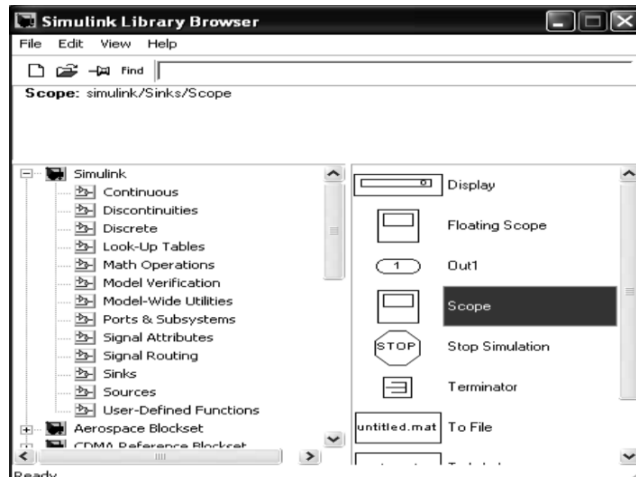 Simulink Library Browser
File Edit View Help
Find
Scope: simulink/Sinks/Scope
Simulink
Continuous
Discontinuities
Discrete
Look-Up Tables
Math Operations
Model Verification
Model-Wide Utilities
Ports & Subsystems
Signal Attributes
Signal Routing
Sinks
Sources
User-Defined Functions
Aerospace Blockset
CDMA Reference Blockset
Display
Floating Scope
1 Out1
Scope
STOP Stop Simulation
Terminator
untitled.mat To File
Ready